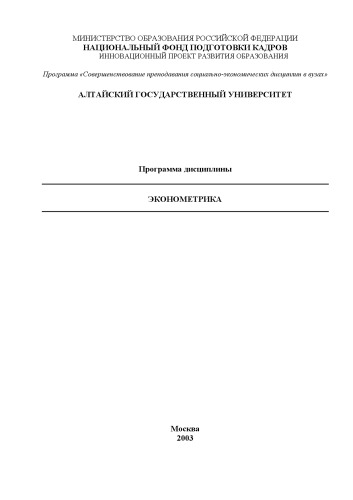 МИНИСТЕРСТВО ОБРАЗОВАНИЯ РОССИЙСКОЙ ФЕДЕРАЦИИ
НАЦИОНАЛЬНЫЙ ФОНД ПОДГОТОВКИ КАДРОВ
ИННОВАЦИОННЫЙ ПРОЕКТ РАЗВИТИЯ ОБРАЗОВАНИЯ
Программа «Совершенствование преподавания социально-экономических дисциплин в вузах»
АЛТАЙСКИЙ ГОСУДАРСТВЕННЫЙ УНИВЕРСИТЕТ
Программа дисциплины
ЭКОНОМЕТРИКА
Москва
2003